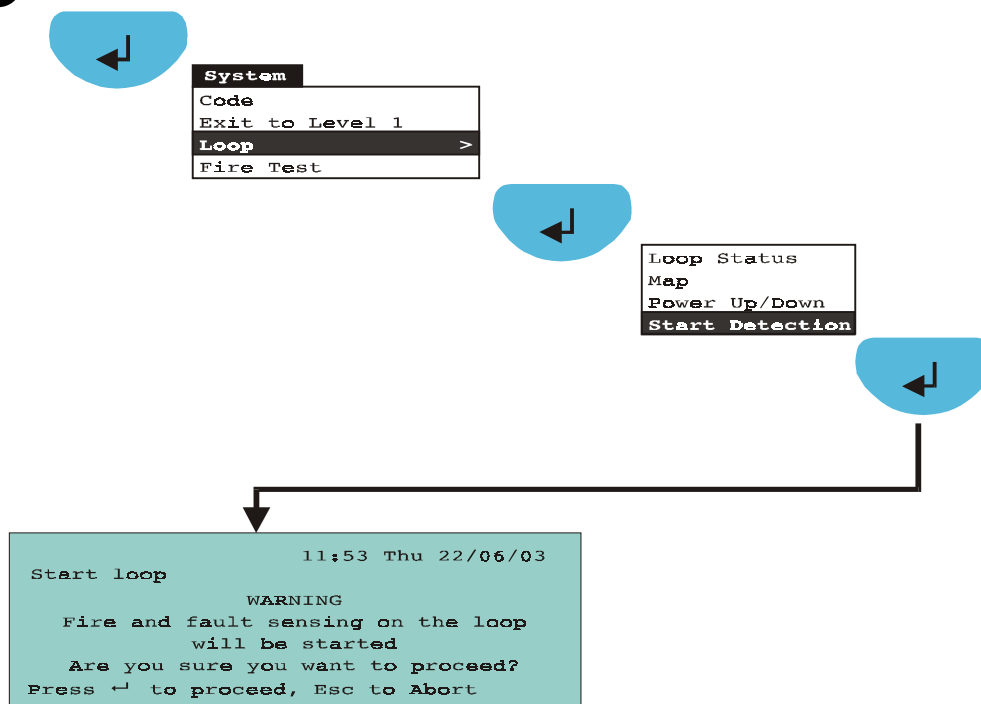 System
Code
Exit to Level 1
Loop >
Fire Test
Loop Status
Map
Power Up/Down
Start Detection
11:53 Thu 22/06/03
Start loop
WARNING
Fire and fault sensing on the loop
will be started
Are you sure you want to proceed?
Press ↵ to proceed, Esc to Abort